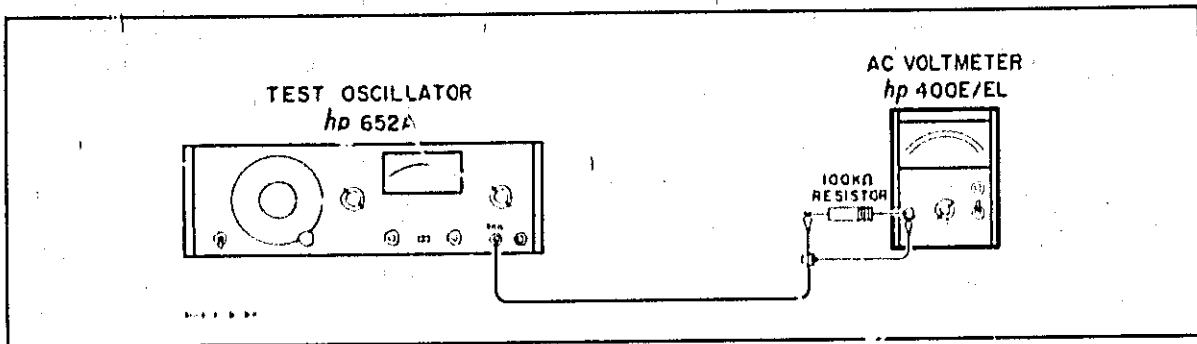 TEST OSCILLATOR
hp 652A
AC VOLTMETER
hp 400E/EL
100KΩ
RESISTOR